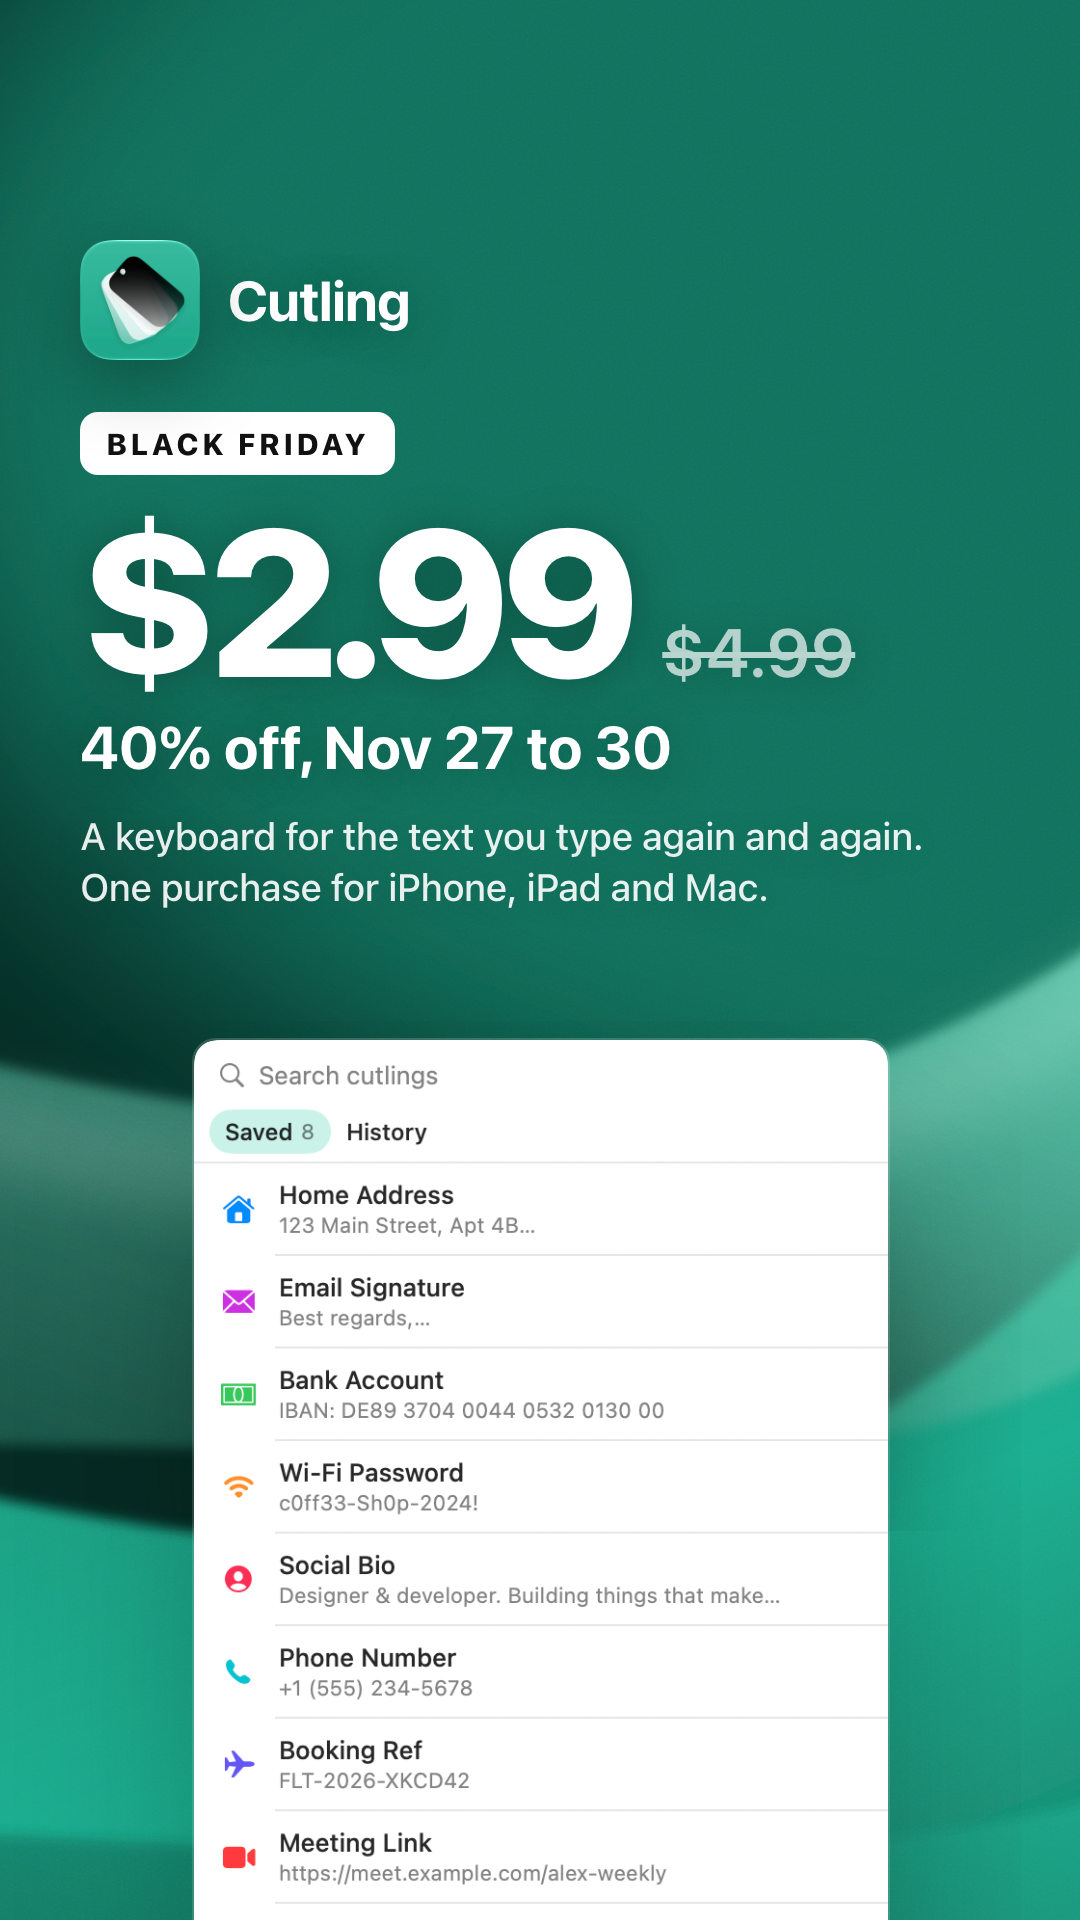 Cutling
BLACK FRIDAY
$2.99 $4.99
40% off, Nov 27 to 30
A keyboard for the text you type again and again.
One purchase for iPhone, iPad and Mac.
Search cutlings
Saved 8 History
Home Address
123 Main Street, Apt 4B...
Email Signature
Best regards,...
Bank Account
IBAN: DE89 3704 0044 0532 0130 00
Wi-Fi Password
c0ff33-Sh0p-2024!
Social Bio
Designer & developer. Building things that make...
Phone Number
+1 (555) 234-5678
Booking Ref
FLT-2026-XKCD42
Meeting Link
https://meet.example.com/alex-weekly